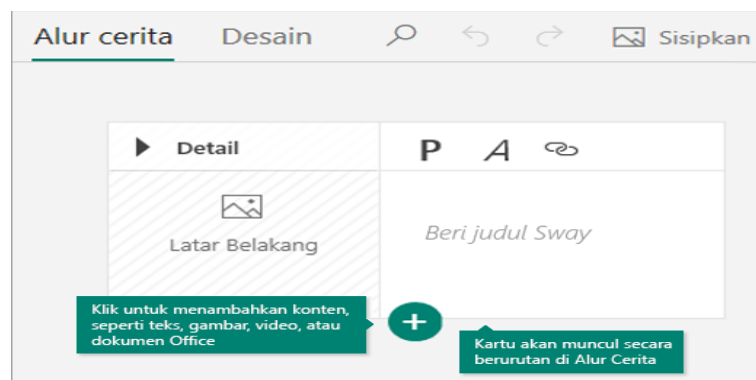 Alur cerita Desain Sisipkan
Detail P A
Latar Belakang
Beri judul Sway
Klik untuk menambahkan konten,
seperti teks, gambar, video, atau
dokumen Office
Kartu akan muncul secara
berurutan di Alur Cerita